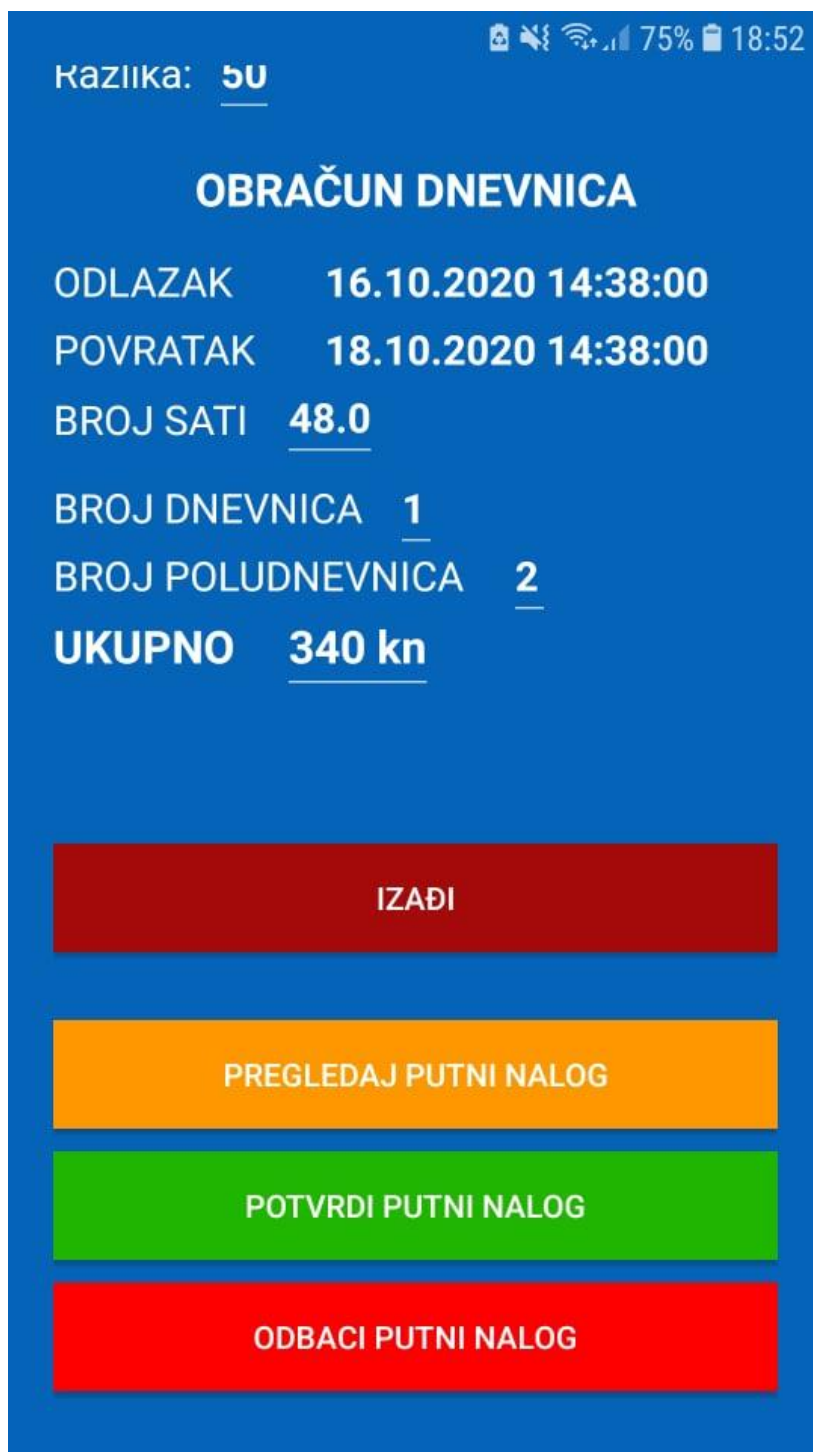 75% 18:52
Razlika: 50
OBRAČUN DNEVNICA
ODLAZAK 16.10.2020 14:38:00
POVRATAK 18.10.2020 14:38:00
BROJ SATI 48.0
BROJ DNEVNICA 1
BROJ POLUDNEVNICA 2
UKUPNO 340 kn
IZAĐI
PREGLEDAJ PUTNI NALOG
POTVRDI PUTNI NALOG
ODBACI PUTNI NALOG